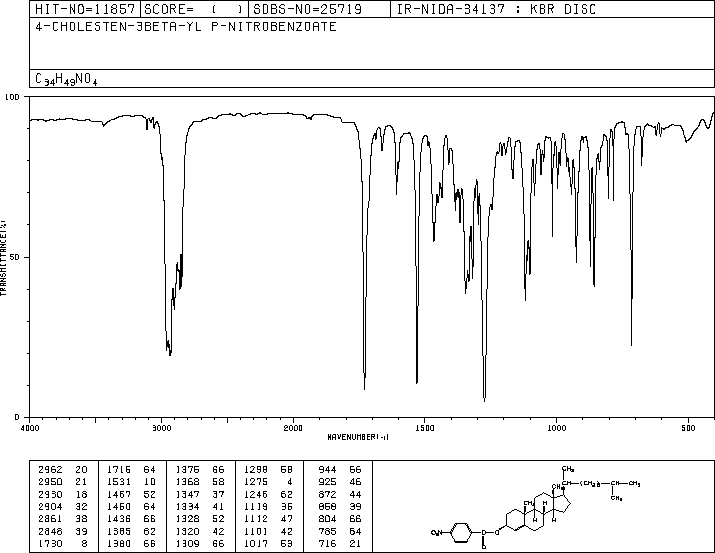 HIT-NO=11857 SCORE= ( ) SDBS-NO=25719 IR-NIDA-34137 : KBR DISC
4-CHOLESTEN-3BETA-YL P-NITROBENZOATE
C34H49NO4
100
TRANSMITTANCE(%)
50
0
4000 3000 2000 1500 1000 500
WAVENUMBER(-1)
2962 20 1716 64 1376 66 1298 68 944 66
2950 21 1531 10 1368 58 1275 4 925 46
2930 18 1467 52 1347 37 1246 62 872 44
2904 32 1460 64 1334 41 1119 36 858 39
2861 38 1436 66 1328 52 1112 47 804 66
2848 39 1385 62 1320 42 1101 42 785 64
1730 8 1380 66 1309 66 1017 53 716 21
CH3
CH3
CH3
O2N
O